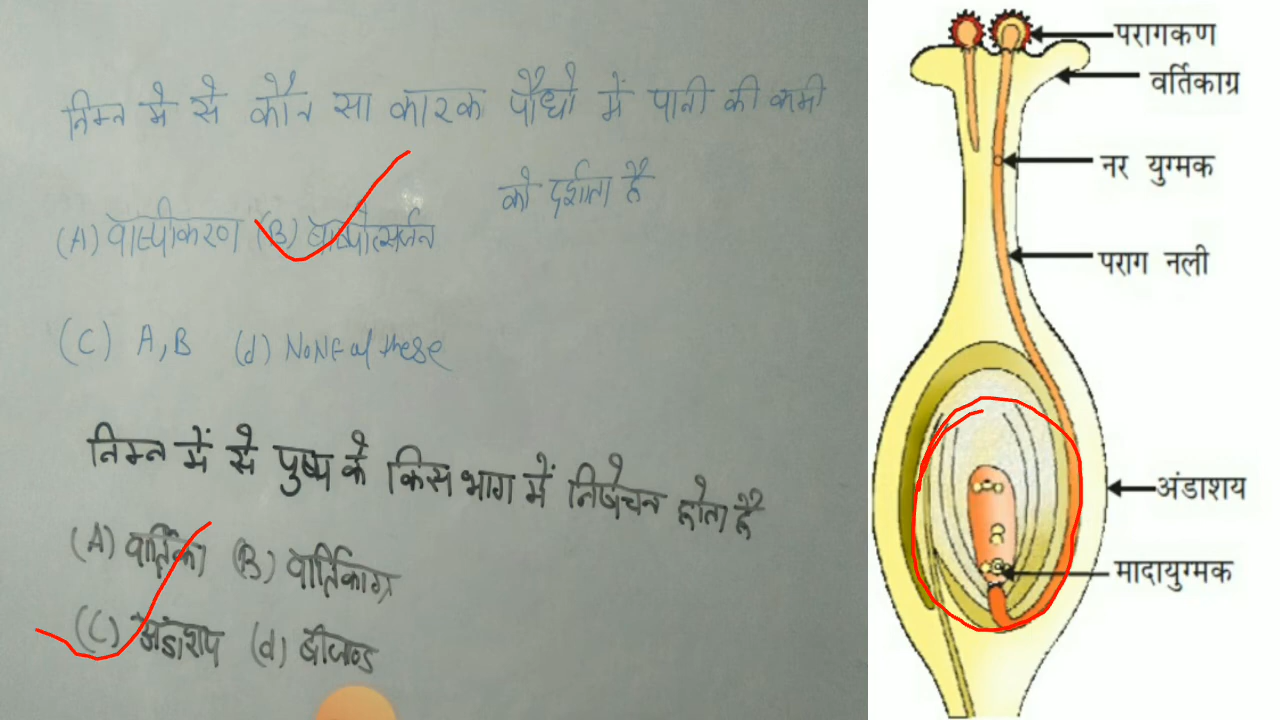 निम्न में से कौन सा कारक पौधो में पानी की कमी
को दर्शाता है
(A) वाष्पीकरण (B) वाष्पोत्सर्जन
(C) A,B (d) NoNE of these
निम्न में से पुष्प के किस भाग में निषेचन होता है
(A) वर्तिका (B) वर्तिकाग्र
(C) अंडाशय (d) बीजाण्ड
परागकण
वर्तिकाग्र
नर युग्मक
पराग नली
अंडाशय
मादायुग्मक